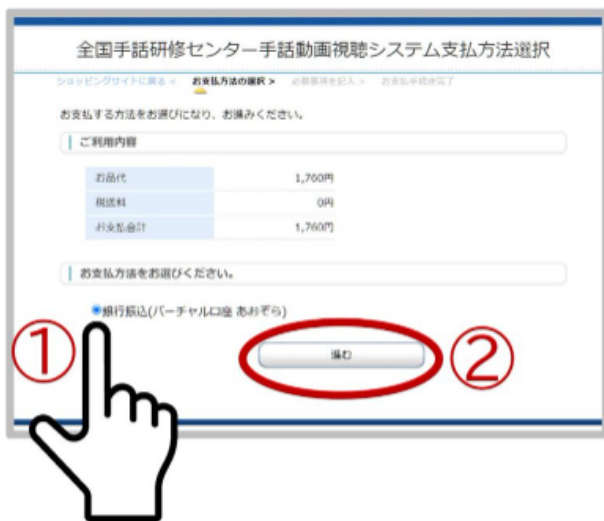 全国手話研修センター手話動画視聴システム支払方法選択
ショッピングサイトに戻る < お支払方法の選択 > 必要事項を記入 > お支払手続き完了
お支払する方法をお選びになり、お進みください。
ご利用内容
お品代 1,760円
税送料 0円
お支払合計 1,760円
お支払方法をお選びください。
銀行振込(バーチャル口座 あおぞら)
①
進む
②